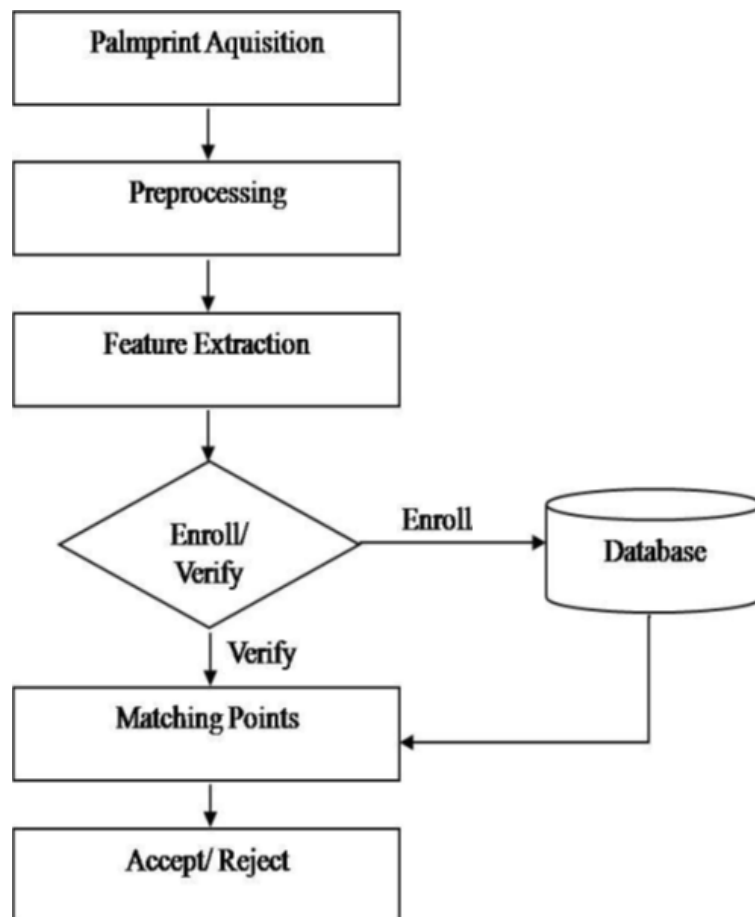 Palmprint Aquisition
Preprocessing
Feature Extraction
Enroll/
Verify
Enroll
Database
Verify
Matching Points
Accept/ Reject